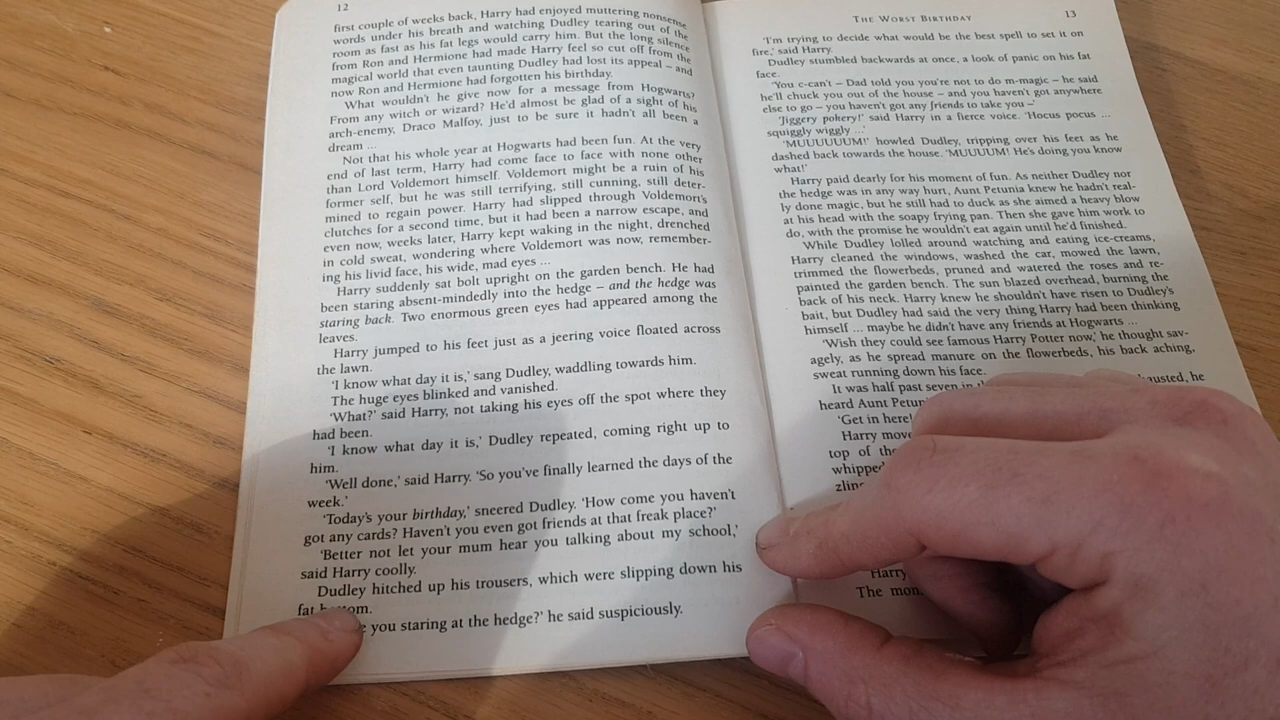 12
first couple of weeks back, Harry had enjoyed muttering nonsense
words under his breath and watching Dudley tearing out of the
room as fast as his fat legs would carry him. But the long silence
from Ron and Hermione had made Harry feel so cut off from the
magical world that even taunting Dudley had lost its appeal – and
now Ron and Hermione had forgotten his birthday.
What wouldn't he give now for a message from Hogwarts?
From any witch or wizard? He'd almost be glad of a sight of his
arch-enemy, Draco Malfoy, just to be sure it hadn't all been a
dream ...
Not that his whole year at Hogwarts had been fun. At the very
end of last term, Harry had come face to face with none other
than Lord Voldemort himself. Voldemort might be a ruin of his
former self, but he was still terrifying, still cunning, still deter-
mined to regain power. Harry had slipped through Voldemort's
clutches for a second time, but it had been a narrow escape, and
even now, weeks later, Harry kept waking in the night, drenched
in cold sweat, wondering where Voldemort was now, remember-
ing his livid face, his wide, mad eyes ...
Harry suddenly sat bolt upright on the garden bench. He had
been staring absent-mindedly into the hedge – and the hedge was
staring back. Two enormous green eyes had appeared among the
leaves.
Harry jumped to his feet just as a jeering voice floated across
the lawn.
'I know what day it is,' sang Dudley, waddling towards him.
The huge eyes blinked and vanished.
'What?' said Harry, not taking his eyes off the spot where they
had been.
'I know what day it is,' Dudley repeated, coming right up to
him.
'Well done,' said Harry. 'So you've finally learned the days of the
week.'
'Today's your birthday,' sneered Dudley. 'How come you haven't
got any cards? Haven't you even got friends at that freak place?'
'Better not let your mum hear you talking about my school,'
said Harry coolly.
Dudley hitched up his trousers, which were slipping down his
fat
you staring at the hedge?' he said suspiciously.
THE WORST BIRTHDAY 13
'I'm trying to decide what would be the best spell to set it on
fire,' said Harry.
Dudley stumbled backwards at once, a look of panic on his fat
face.
'You c-can't – Dad told you you're not to do m-magic – he said
he'll chuck you out of the house – and you haven't got anywhere
else to go – you haven't got any friends to take you –'
'Jiggery pokery!' said Harry in a fierce voice. 'Hocus pocus ...
squiggly wiggly ...'
'MUUUUUUM!' howled Dudley, tripping over his feet as he
dashed back towards the house. 'MUUUUM! He's doing you know
what!'
Harry paid dearly for his moment of fun. As neither Dudley nor
the hedge was in any way hurt, Aunt Petunia knew he hadn't real-
ly done magic, but he still had to duck as she aimed a heavy blow
at his head with the soapy frying pan. Then she gave him work to
do, with the promise he wouldn't eat again until he'd finished.
While Dudley lolled around watching and eating ice-creams,
Harry cleaned the windows, washed the car, mowed the lawn,
trimmed the flowerbeds, pruned and watered the roses and re-
painted the garden bench. The sun blazed overhead, burning the
back of his neck. Harry knew he shouldn't have risen to Dudley's
bait, but Dudley had said the very thing Harry had been thinking
himself ... maybe he didn't have any friends at Hogwarts ...
'Wish they could see famous Harry Potter now,' he thought sav-
agely, as he spread manure on the flowerbeds, his back aching,
sweat running down his face.
It was half past seven in he
heard Aunt
'Get in here!
Harry
top of the
whipped
Harry
The